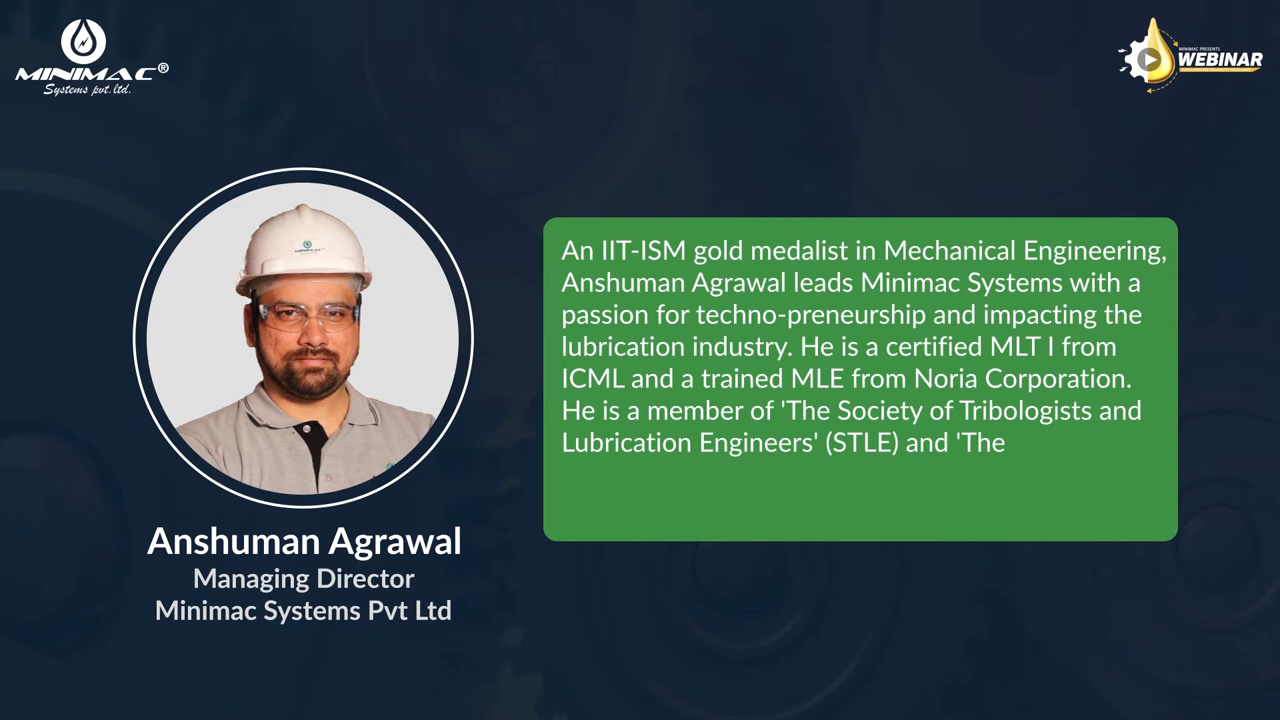 MINIMAC®
Systems pvt. ltd.
MINIMAC PRESENTS
WEBINAR
An IIT-ISM gold medalist in Mechanical Engineering,
Anshuman Agrawal leads Minimac Systems with a
passion for techno-preneurship and impacting the
lubrication industry. He is a certified MLT I from
ICML and a trained MLE from Noria Corporation.
He is a member of 'The Society of Tribologists and
Lubrication Engineers' (STLE) and 'The
Anshuman Agrawal
Managing Director
Minimac Systems Pvt Ltd